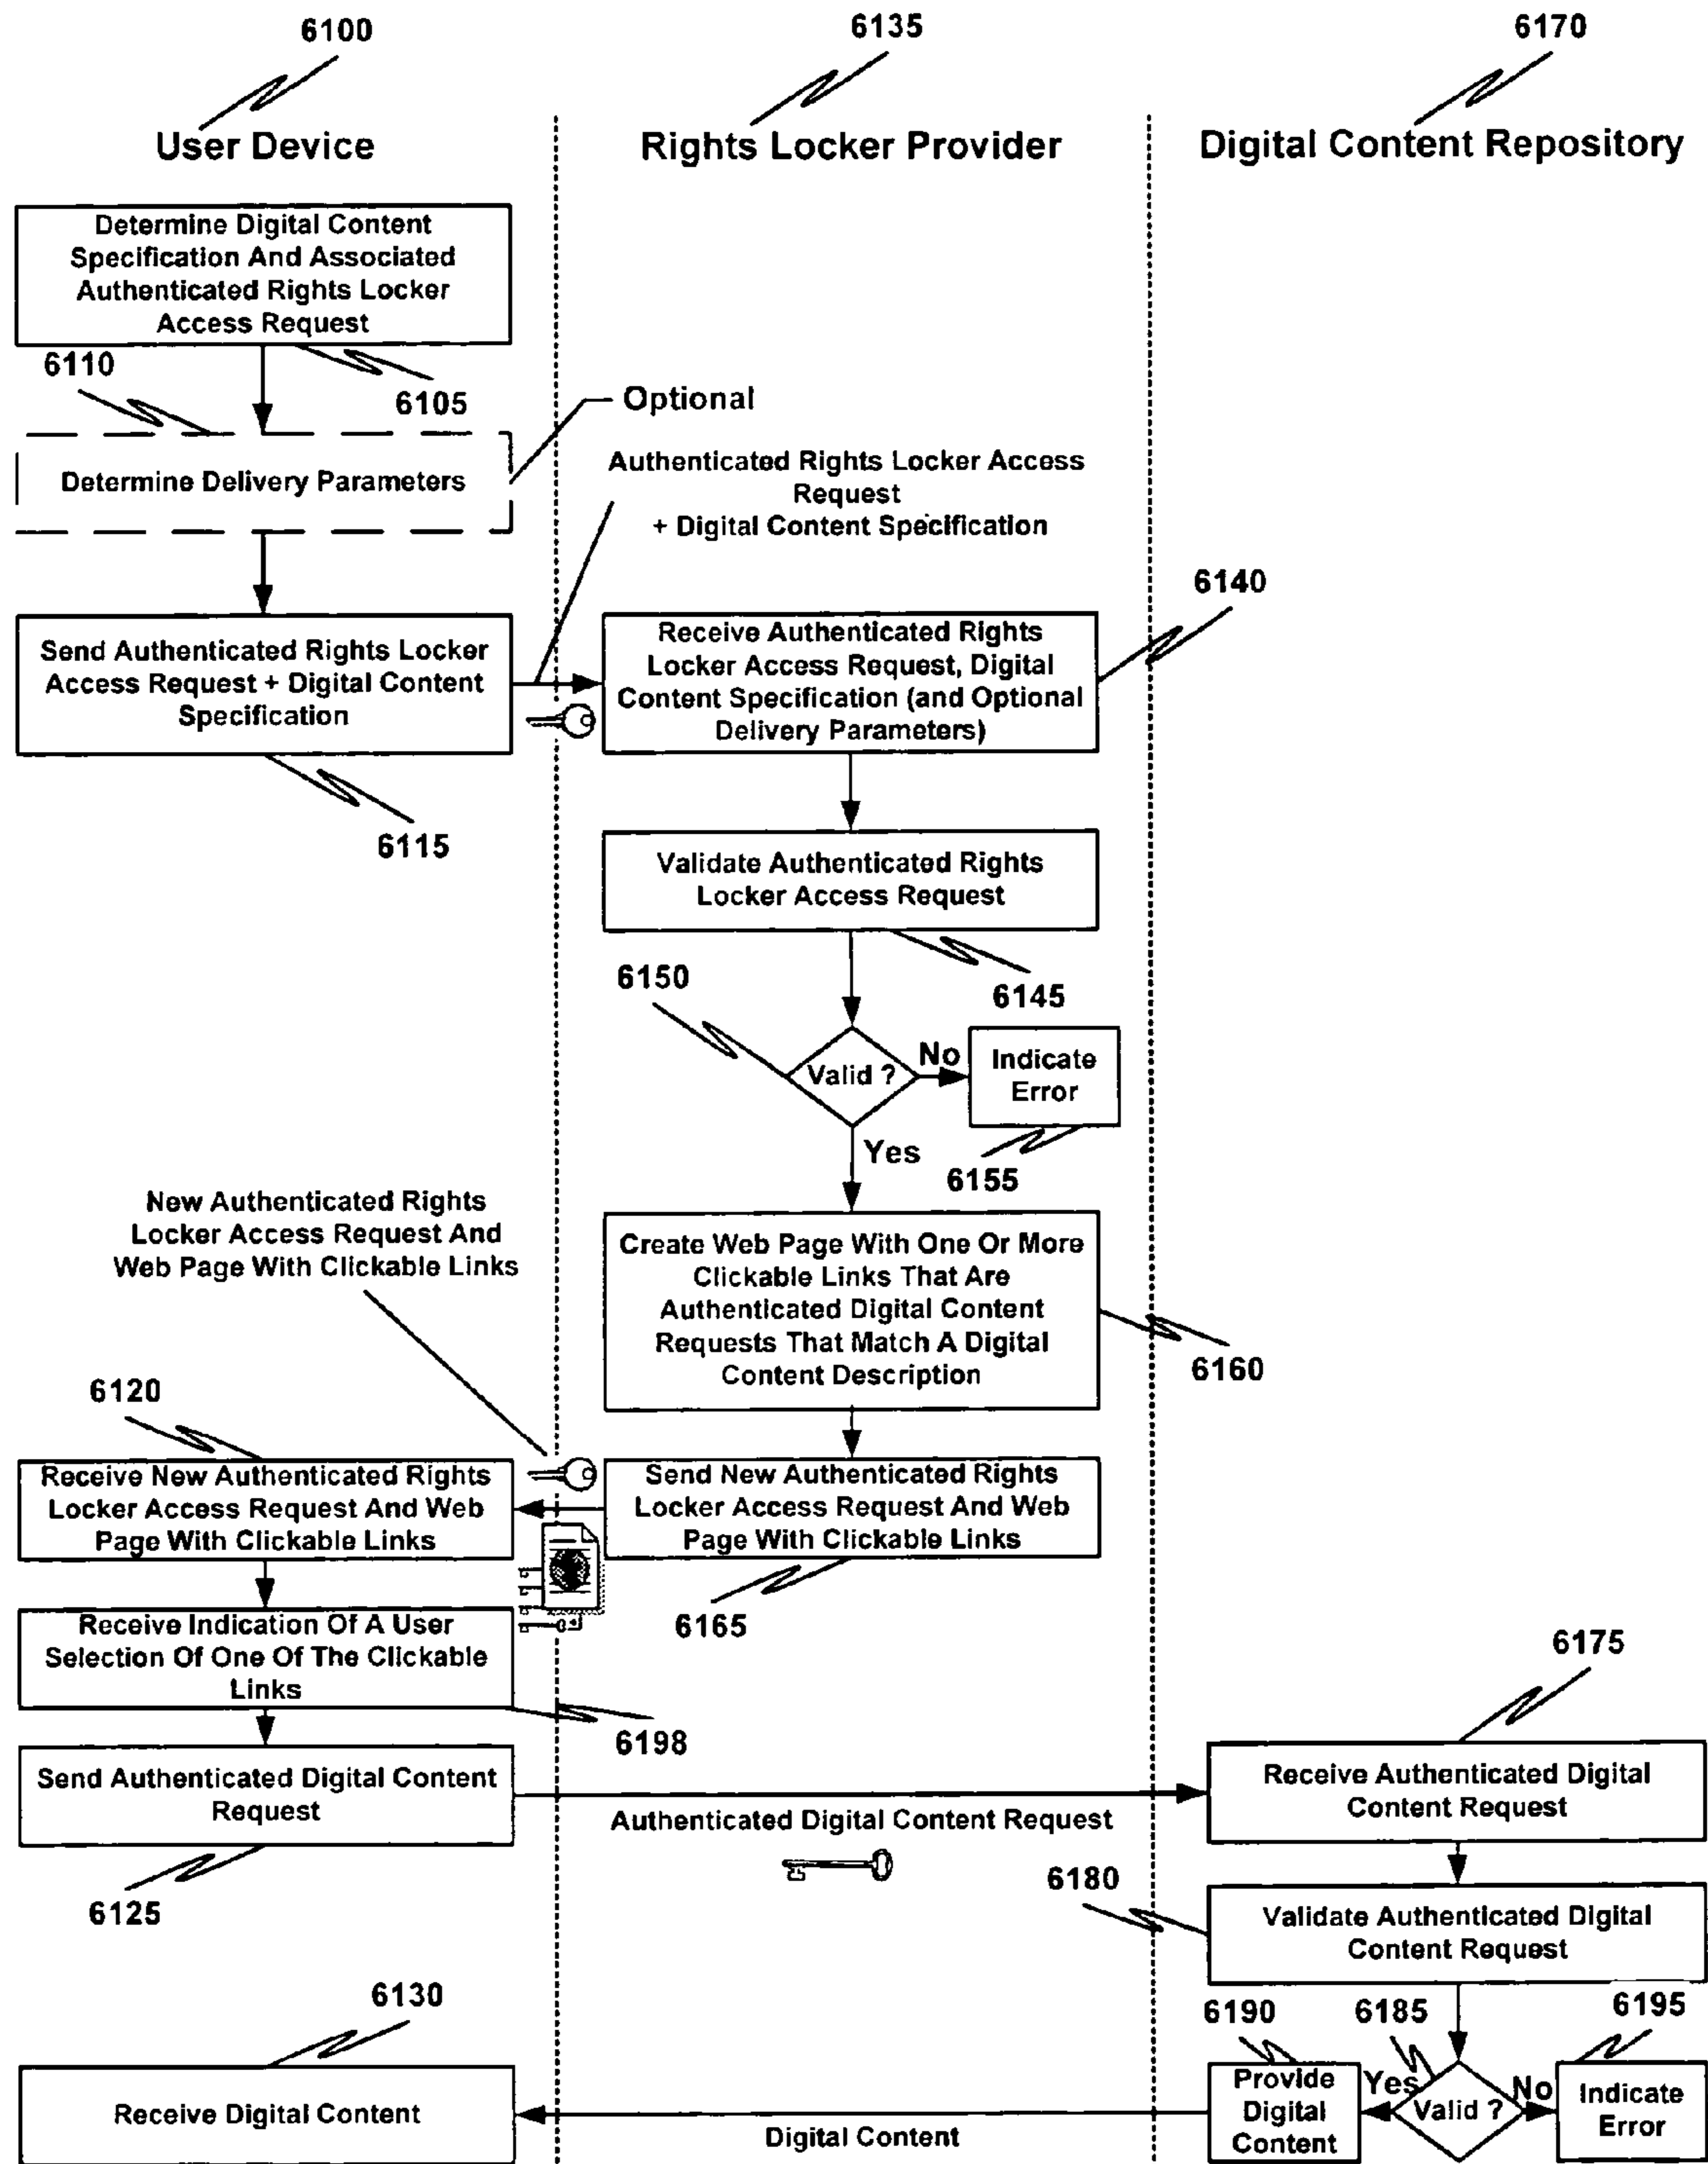 6100
6135
6170
User Device
Rights Locker Provider
Digital Content Repository
Determine Digital Content
Specification And Associated
Authenticated Rights Locker
Access Request
6110
6105
Optional
Determine Delivery Parameters
Authenticated Rights Locker Access
Request
+ Digital Content Specification
6140
Send Authenticated Rights Locker
Access Request + Digital Content
Specification
Receive Authenticated Rights
Locker Access Request, Digital
Content Specification (and Optional
Delivery Parameters)
6115
Validate Authenticated Rights
Locker Access Request
6150
6145
Valid ?
No
Indicate
Error
Yes
6155
New Authenticated Rights
Locker Access Request And
Web Page With Clickable Links
Create Web Page With One Or More
Clickable Links That Are
Authenticated Digital Content
Requests That Match A Digital
Content Description
6160
6120
Receive New Authenticated Rights
Locker Access Request And Web
Page With Clickable Links
Send New Authenticated Rights
Locker Access Request And Web
Page With Clickable Links
6165
Receive Indication Of A User
Selection Of One Of The Clickable
Links
6198
6175
Send Authenticated Digital Content
Request
Authenticated Digital Content Request
Receive Authenticated Digital
Content Request
6125
6180
Validate Authenticated Digital
Content Request
6130
6190
6185
6195
Receive Digital Content
Digital Content
Provide
Digital
Content
Yes
Valid ?
No
Indicate
Error